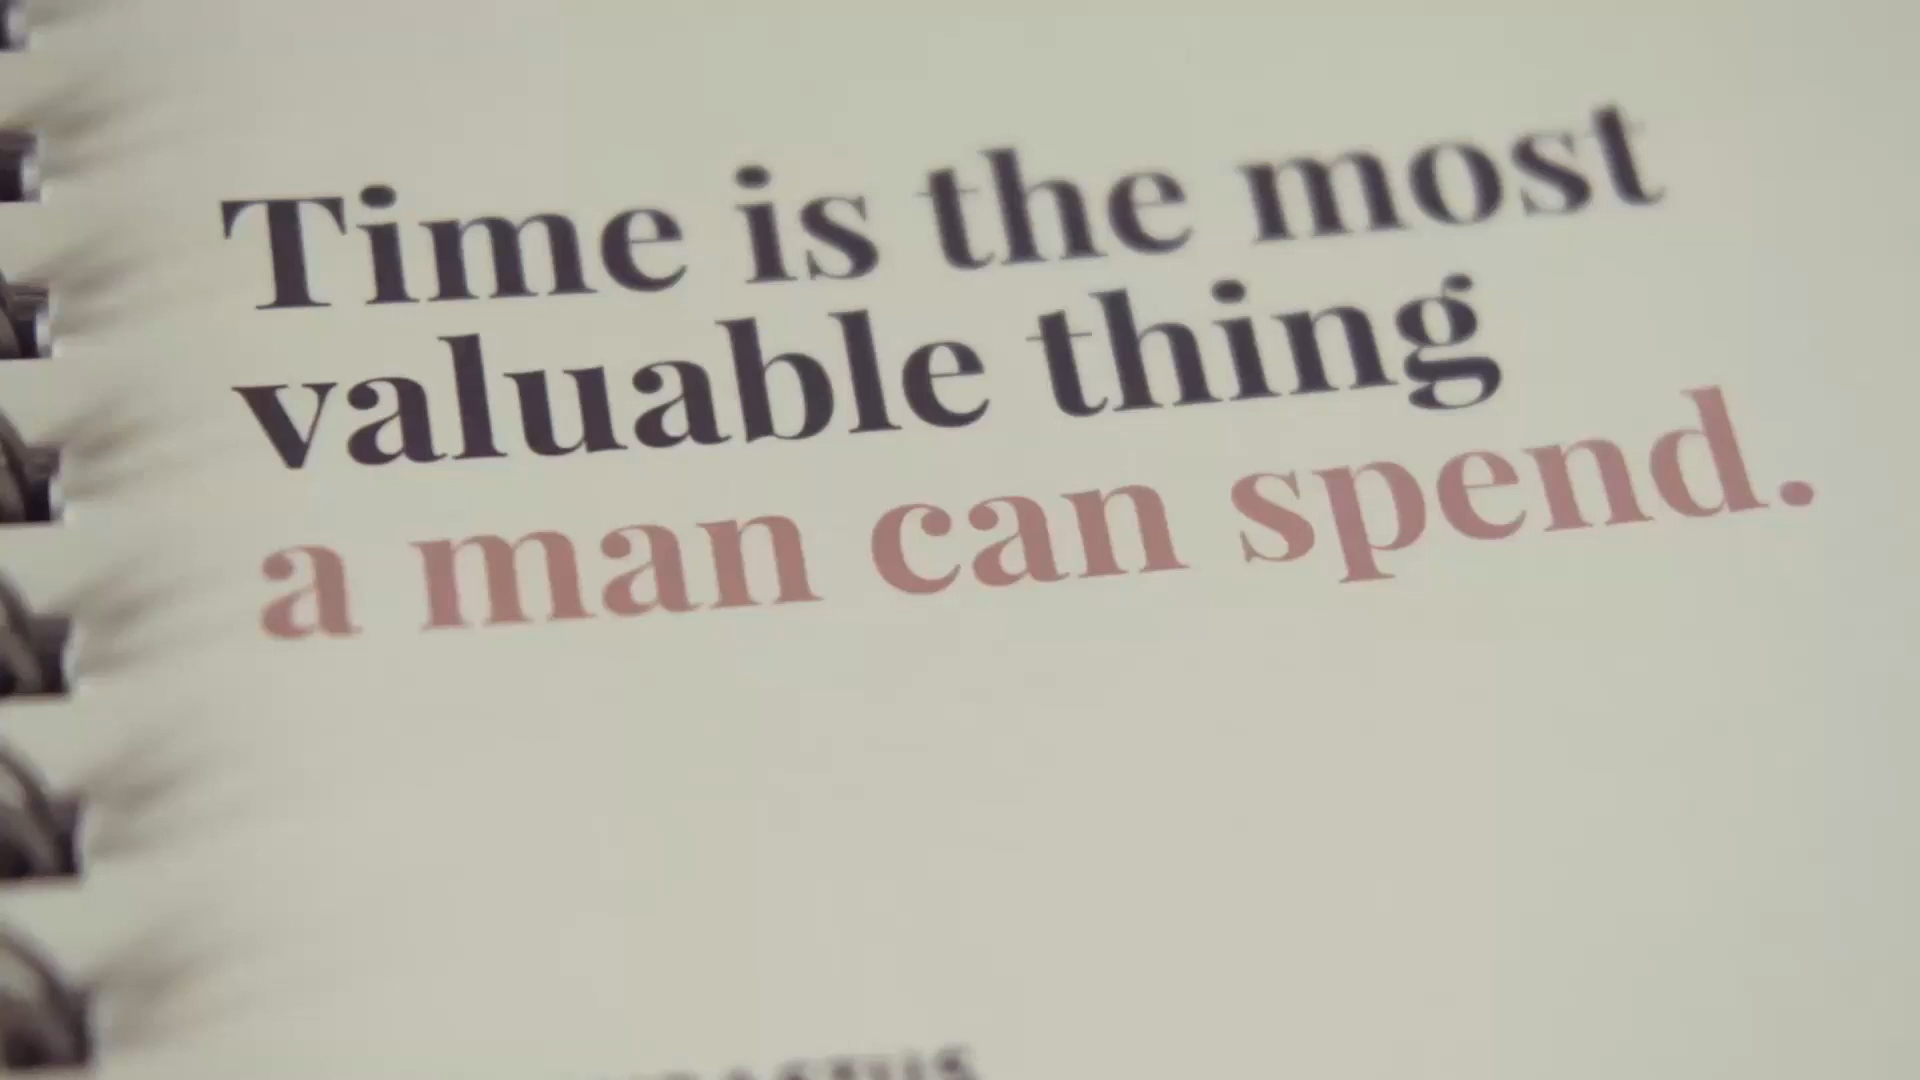 Time is the most
valuable thing
a man can spend.